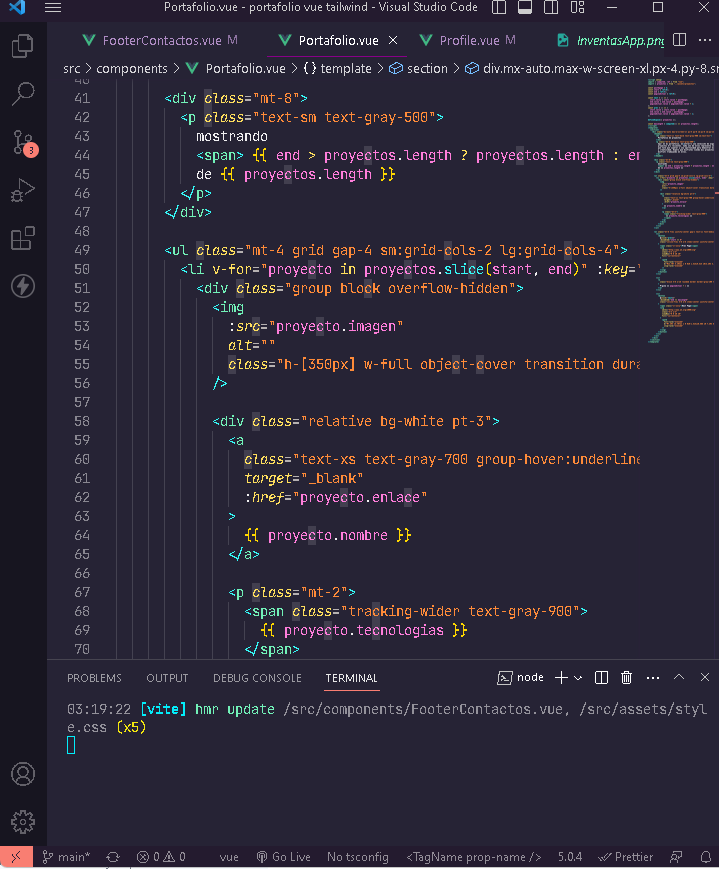 Portafolio.vue - portafolio vue tailwind - Visual Studio Code
FooterContactos.vue M
Portafolio.vue
Profile.vue M
InventasApp.png
src > components > Portafolio.vue > {} template > section > div.mx-auto.max-w-screen-xl.px-4.py-8.sr
40
41 <div class="mt-8">
42 <p class="text-sm text-gray-500">
43 mostrando
44 <span> {{ end > proyectos.length ? proyectos.length : en
45 de {{ proyectos.length }}
46 </p>
47 </div>
48
49 <ul class="mt-4 grid gap-4 sm:grid-cols-2 lg:grid-cols-4">
50 <li v-for="proyecto in proyectos.slice(start, end)" :key="
51 <div class="group block overflow-hidden">
52 <img
53 :src="proyecto.imagen"
54 alt=""
55 class="h-[350px] w-full object-cover transition dura
56 />
57
58 <div class="relative bg-white pt-3">
59 <a
60 class="text-xs text-gray-700 group-hover:underline
61 target="_blank"
62 :href="proyecto.enlace"
63 >
64 {{ proyecto.nombre }}
65 </a>
66
67 <p class="mt-2">
68 <span class="tracking-wider text-gray-900">
69 {{ proyecto.tecnologias }}
70 </span>
3
PROBLEMS OUTPUT DEBUG CONSOLE TERMINAL node
03:19:22 [vite] hmr update /src/components/FooterContactos.vue, /src/assets/styl
e.css (x5)
main* 0 0 vue Go Live No tsconfig <TagName prop-name /> 5.0.4 Prettier